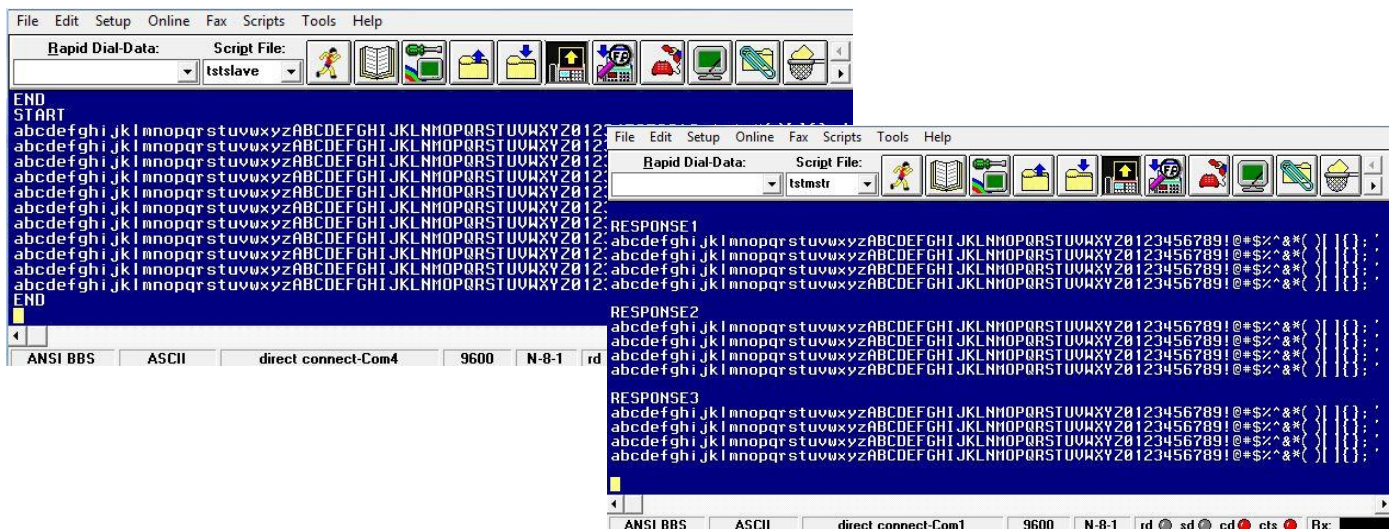 File Edit Setup Online Fax Scripts Tools Help
Rapid Dial-Data: Script File:
tstslave
END
START
abcdefghijklmnopqrstuvwxyzABCDEFGHIJKLNMOPQRSTUVWXYZ012
abcdefghijklmnopqrstuvwxyzABCDEFGHIJKLNMOPQRSTUVWXYZ012
abcdefghijklmnopqrstuvwxyzABCDEFGHIJKLNMOPQRSTUVWXYZ012
abcdefghijklmnopqrstuvwxyzABCDEFGHIJKLNMOPQRSTUVWXYZ012
abcdefghijklmnopqrstuvwxyzABCDEFGHIJKLNMOPQRSTUVWXYZ012
abcdefghijklmnopqrstuvwxyzABCDEFGHIJKLNMOPQRSTUVWXYZ012
abcdefghijklmnopqrstuvwxyzABCDEFGHIJKLNMOPQRSTUVWXYZ012
abcdefghijklmnopqrstuvwxyzABCDEFGHIJKLNMOPQRSTUVWXYZ012
abcdefghijklmnopqrstuvwxyzABCDEFGHIJKLNMOPQRSTUVWXYZ012
abcdefghijklmnopqrstuvwxyzABCDEFGHIJKLNMOPQRSTUVWXYZ012
abcdefghijklmnopqrstuvwxyzABCDEFGHIJKLNMOPQRSTUVWXYZ012
END
ANSI BBS ASCII direct connect-Com4 9600 N-8-1 rd
File Edit Setup Online Fax Scripts Tools Help
Rapid Dial-Data: Script File:
tstmstr
RESPONSE1
abcdefghijklmnopqrstuvwxyzABCDEFGHIJKLNMOPQRSTUVWXYZ0123456789!@#$%^&*( )[ ]{};'
abcdefghijklmnopqrstuvwxyzABCDEFGHIJKLNMOPQRSTUVWXYZ0123456789!@#$%^&*( )[ ]{};'
abcdefghijklmnopqrstuvwxyzABCDEFGHIJKLNMOPQRSTUVWXYZ0123456789!@#$%^&*( )[ ]{};'
abcdefghijklmnopqrstuvwxyzABCDEFGHIJKLNMOPQRSTUVWXYZ0123456789!@#$%^&*( )[ ]{};'
RESPONSE2
abcdefghijklmnopqrstuvwxyzABCDEFGHIJKLNMOPQRSTUVWXYZ0123456789!@#$%^&*( )[ ]{};'
abcdefghijklmnopqrstuvwxyzABCDEFGHIJKLNMOPQRSTUVWXYZ0123456789!@#$%^&*( )[ ]{};'
abcdefghijklmnopqrstuvwxyzABCDEFGHIJKLNMOPQRSTUVWXYZ0123456789!@#$%^&*( )[ ]{};'
abcdefghijklmnopqrstuvwxyzABCDEFGHIJKLNMOPQRSTUVWXYZ0123456789!@#$%^&*( )[ ]{};'
RESPONSE3
abcdefghijklmnopqrstuvwxyzABCDEFGHIJKLNMOPQRSTUVWXYZ0123456789!@#$%^&*( )[ ]{};'
abcdefghijklmnopqrstuvwxyzABCDEFGHIJKLNMOPQRSTUVWXYZ0123456789!@#$%^&*( )[ ]{};'
abcdefghijklmnopqrstuvwxyzABCDEFGHIJKLNMOPQRSTUVWXYZ0123456789!@#$%^&*( )[ ]{};'
abcdefghijklmnopqrstuvwxyzABCDEFGHIJKLNMOPQRSTUVWXYZ0123456789!@#$%^&*( )[ ]{};'
ANSI BBS ASCII direct connect-Com1 9600 N-8-1 rd sd cd cts Rx: